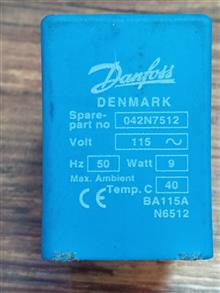 Danfoss
DENMARK
Spare-
part no 042N7512
Volt 115 ~
Hz 50 Watt 9
Max. Ambient
Temp. C 40
CE BA115A
N6512